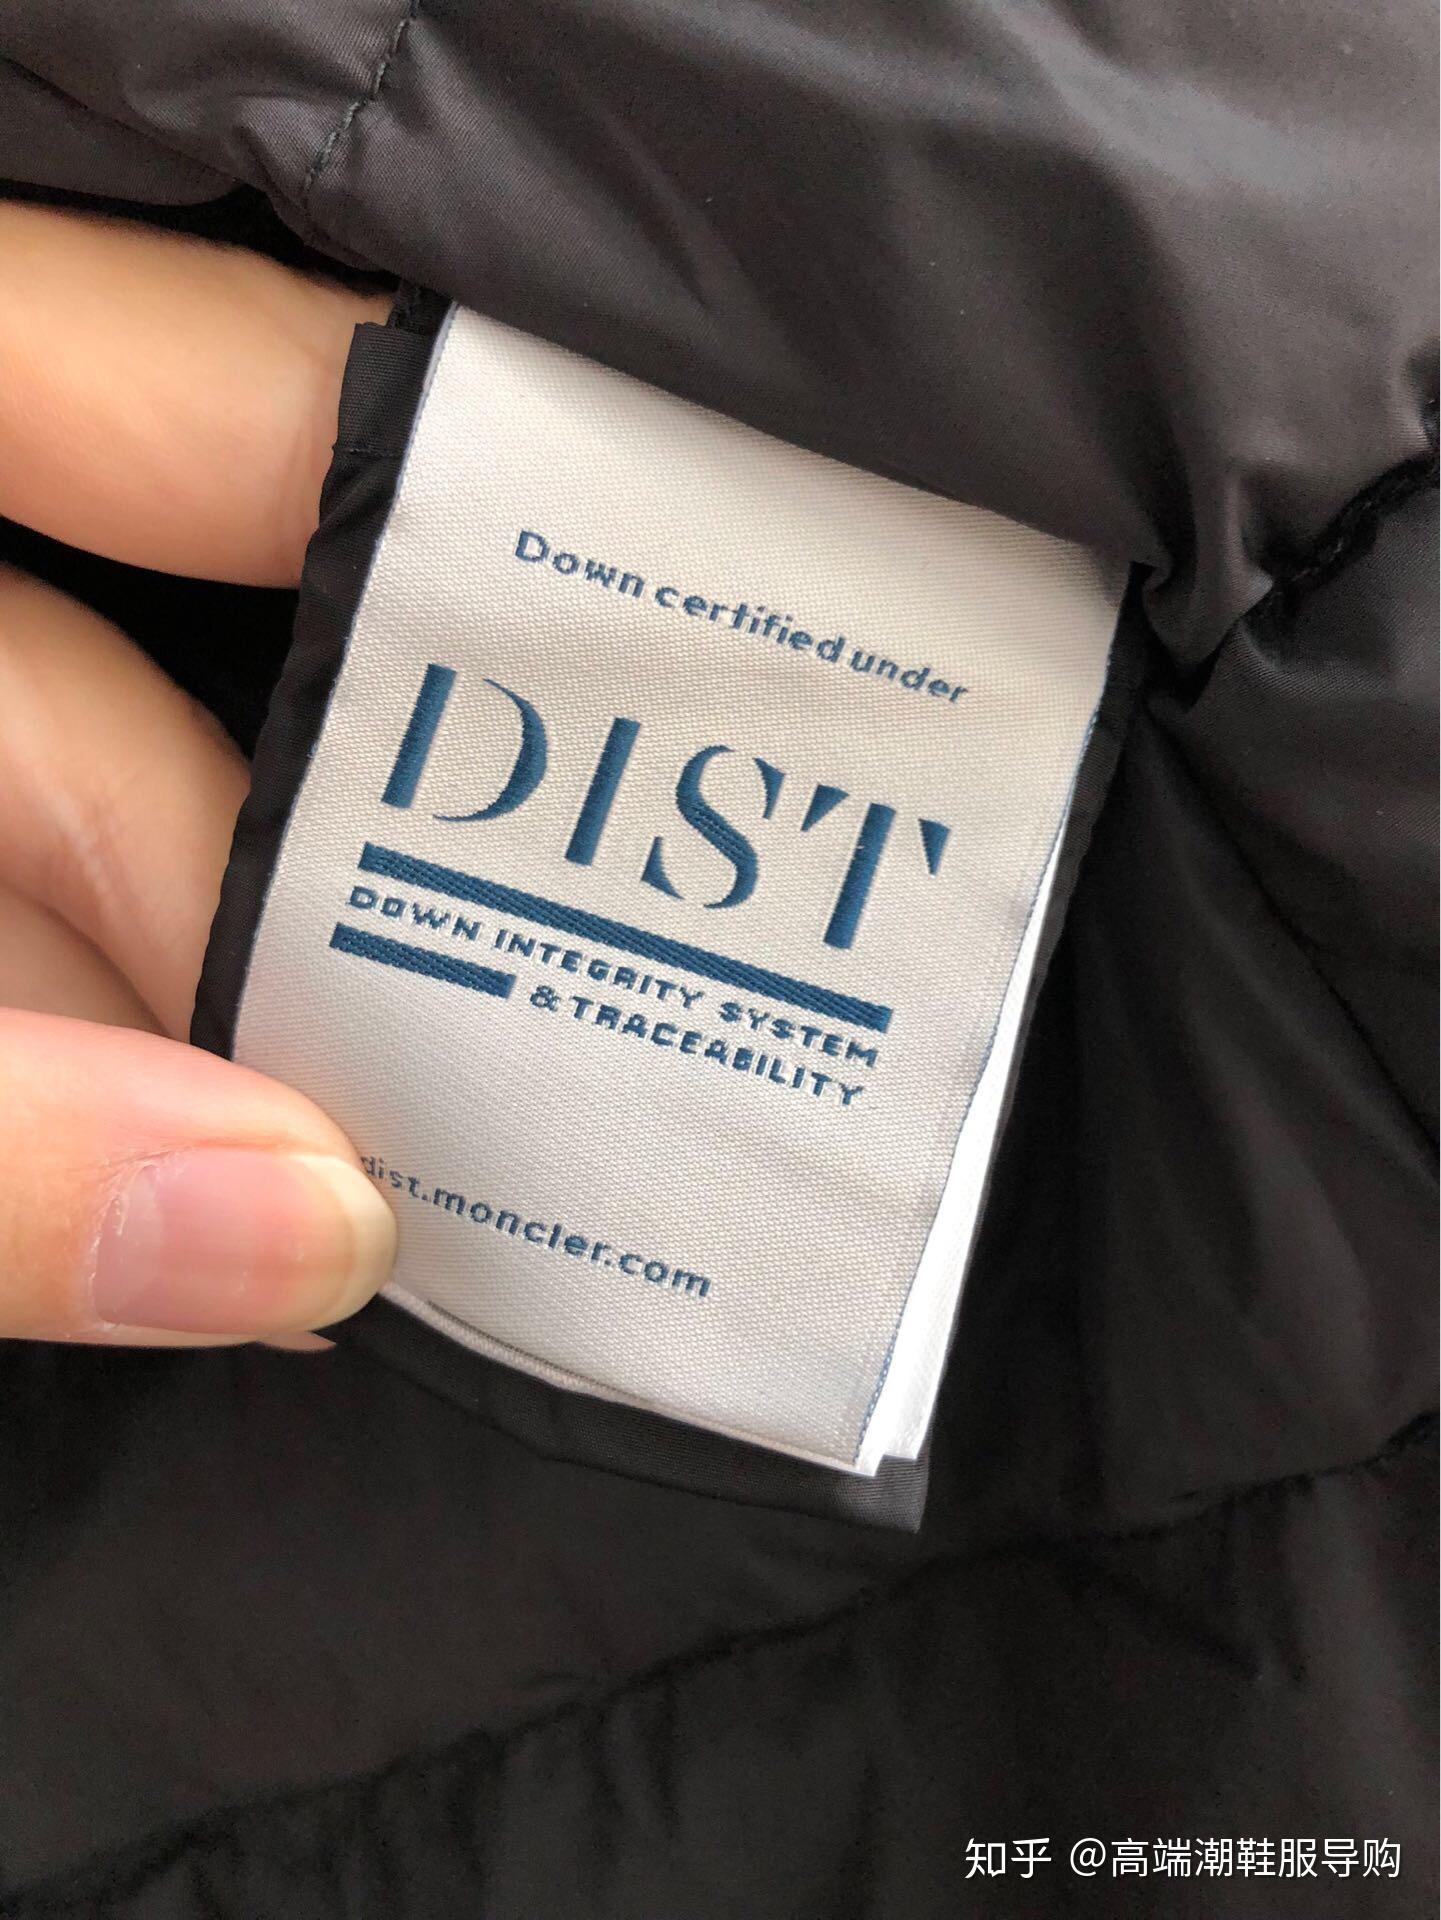 Down certified under
DIST
DOWN INTEGRITY SYSTEM
& TRACEABILITY
dist.moncler.com
知乎 @高端潮鞋服导购